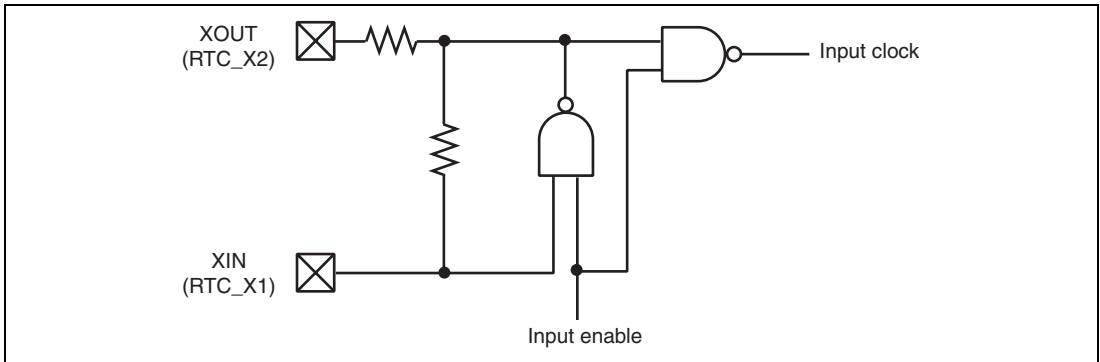 XOUT
(RTC_X2)
Input clock
XIN
(RTC_X1)
Input enable